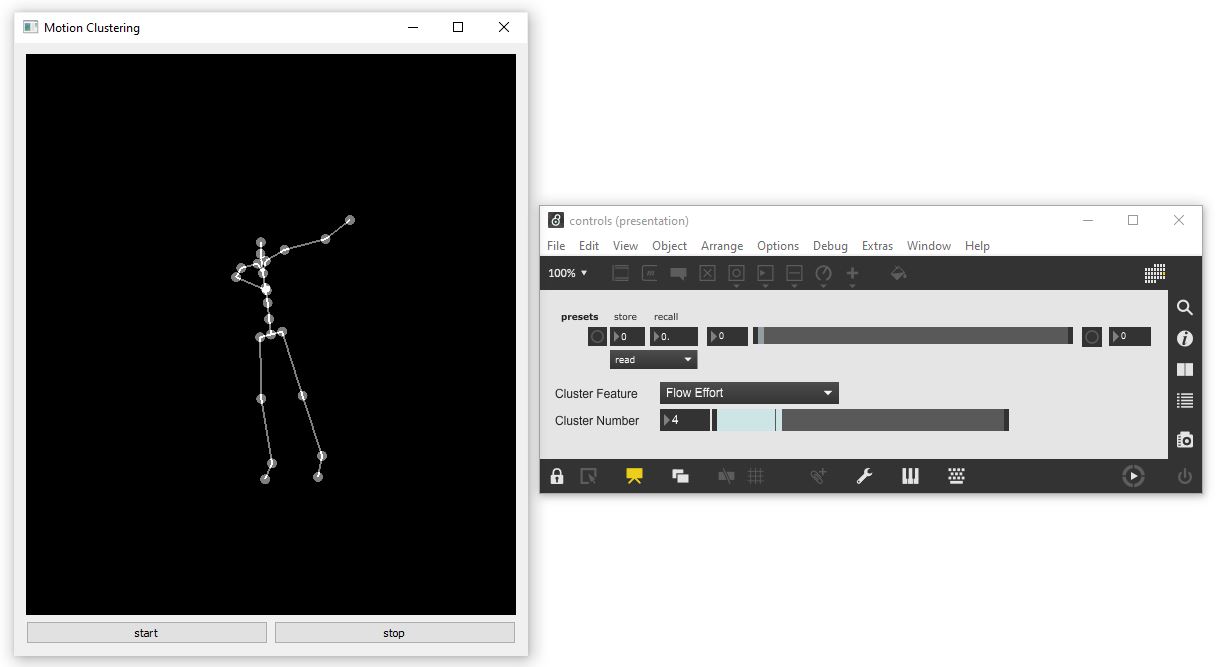 Motion Clustering
start
stop
controls (presentation)
File Edit View Object Arrange Options Debug Extras Window Help
100%
presets store recall
0 0. 0 0
read
Cluster Feature Flow Effort
Cluster Number 4